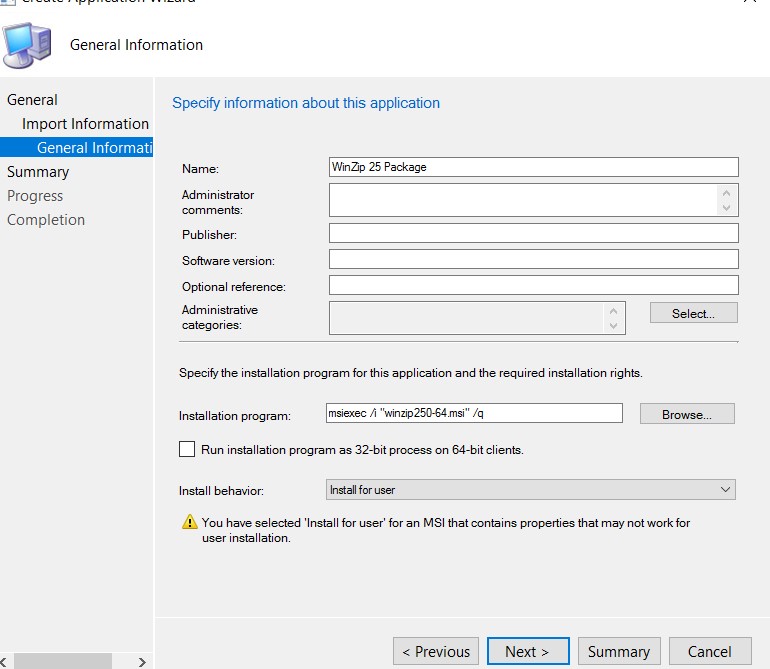 Create Application Wizard
General Information
General
Import Information
General Informati
Summary
Progress
Completion
Specify information about this application
Name:
WinZip 25 Package
Administrator
comments:
Publisher:
Software version:
Optional reference:
Administrative
categories:
Select...
Specify the installation program for this application and the required installation rights.
Installation program:
msiexec /i "winzip250-64.msi" /q
Browse...
Run installation program as 32-bit process on 64-bit clients.
Install behavior:
Install for user
You have selected 'Install for user' for an MSI that contains properties that may not work for
user installation.
< Previous
Next >
Summary
Cancel